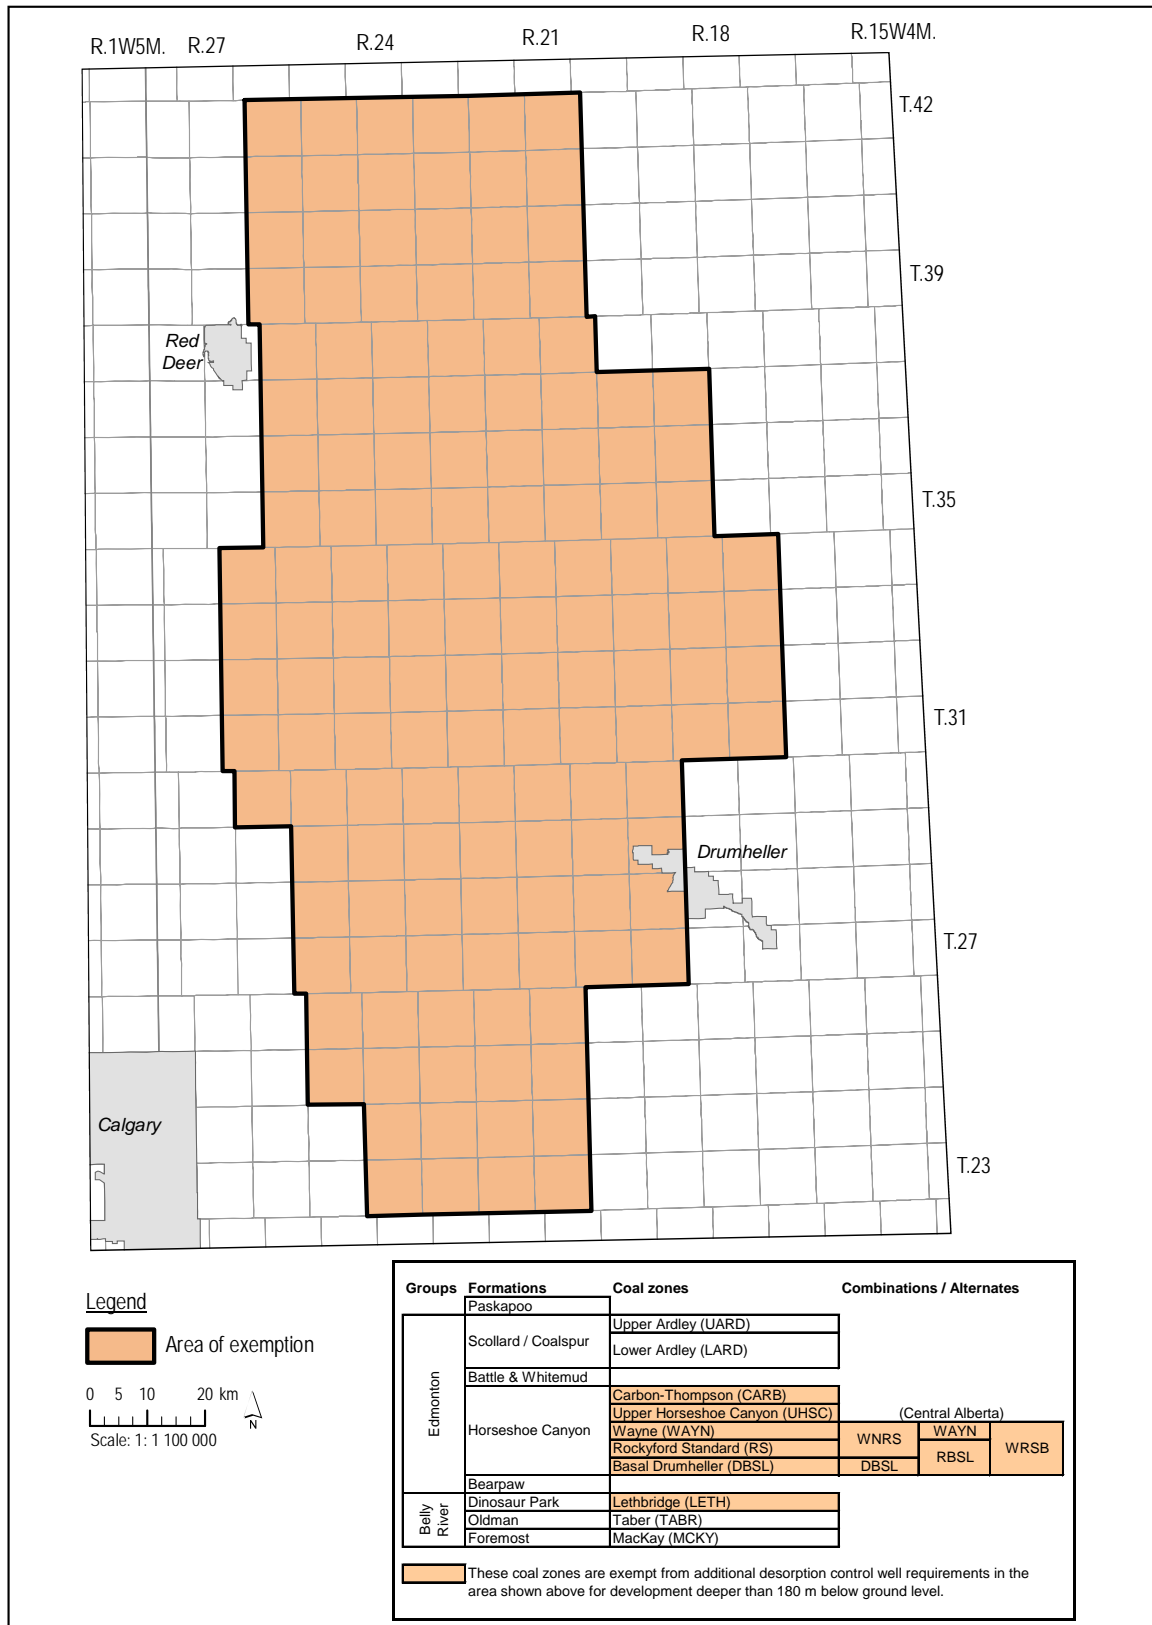 R.1W5M. R.27 R.24 R.21 R.18 R.15W4M.
T.42
T.39
Red
Deer
T.35
T.31
Drumheller
T.27
Calgary
T.23
Legend
Area of exemption
0 5 10 20 km
N
Scale: 1: 1 100 000
Groups Formations Coal zones Combinations / Alternates
Paskapoo
Edmonton
Scollard / Coalspur
Upper Ardley (UARD)
Lower Ardley (LARD)
Battle & Whitemud
Horseshoe Canyon
Carbon-Thompson (CARB)
Upper Horseshoe Canyon (UHSC) (Central Alberta)
Wayne (WAYN) WNRS WAYN WRSB
Rockyford Standard (RS) RBSL
Basal Drumheller (DBSL) DBSL
Bearpaw
Belly
River
Dinosaur Park Lethbridge (LETH)
Oldman Taber (TABR)
Foremost MacKay (MCKY)
These coal zones are exempt from additional desorption control well requirements in the
area shown above for development deeper than 180 m below ground level.